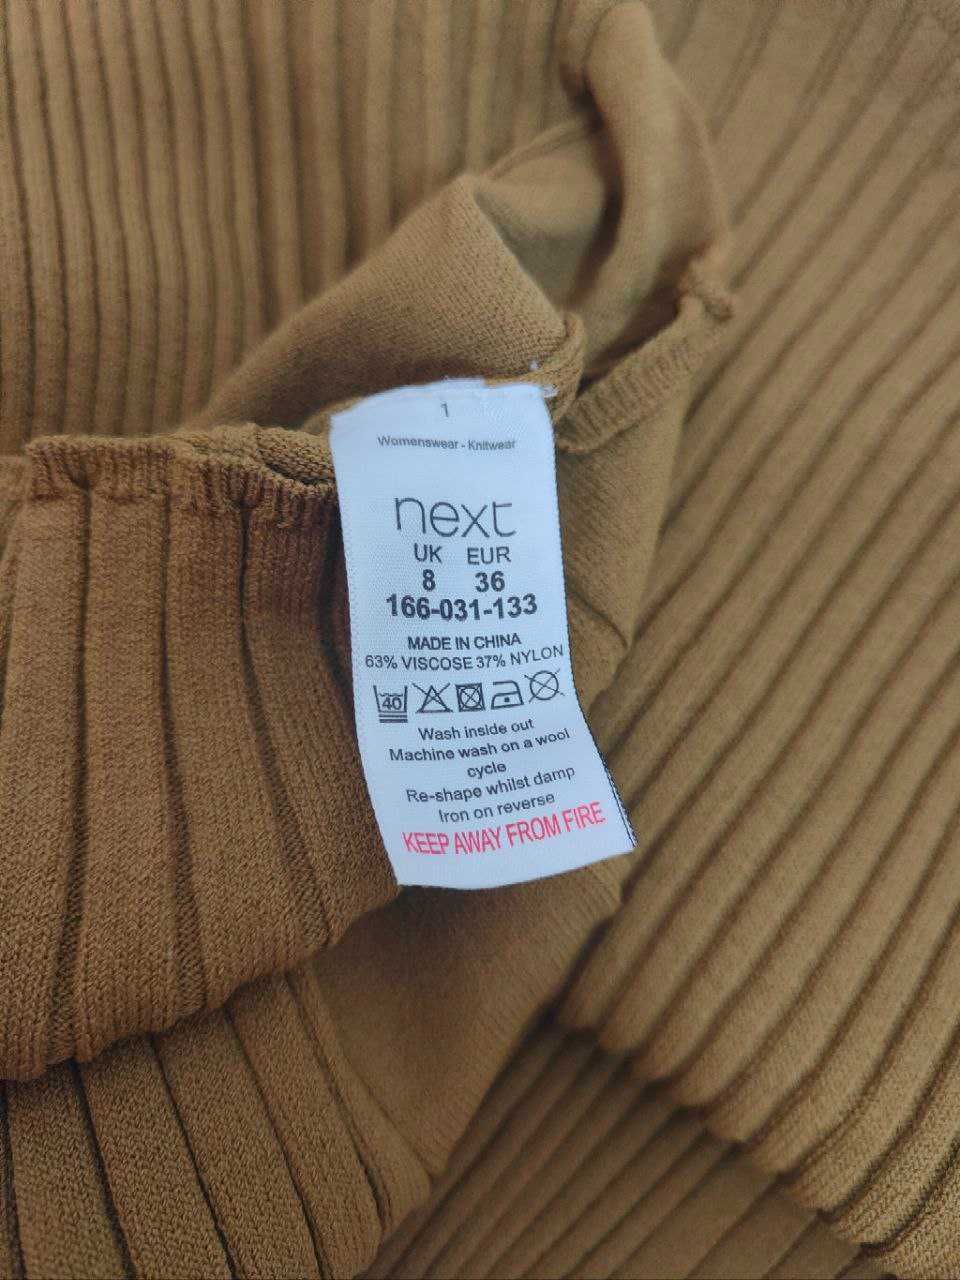 1
Womenswear - Knitwear
next
UK EUR
8 36
166-031-133
MADE IN CHINA
63% VISCOSE 37% NYLON
40
Wash inside out
Machine wash on a wool
cycle
Re-shape whilst damp
Iron on reverse
KEEP AWAY FROM FIRE